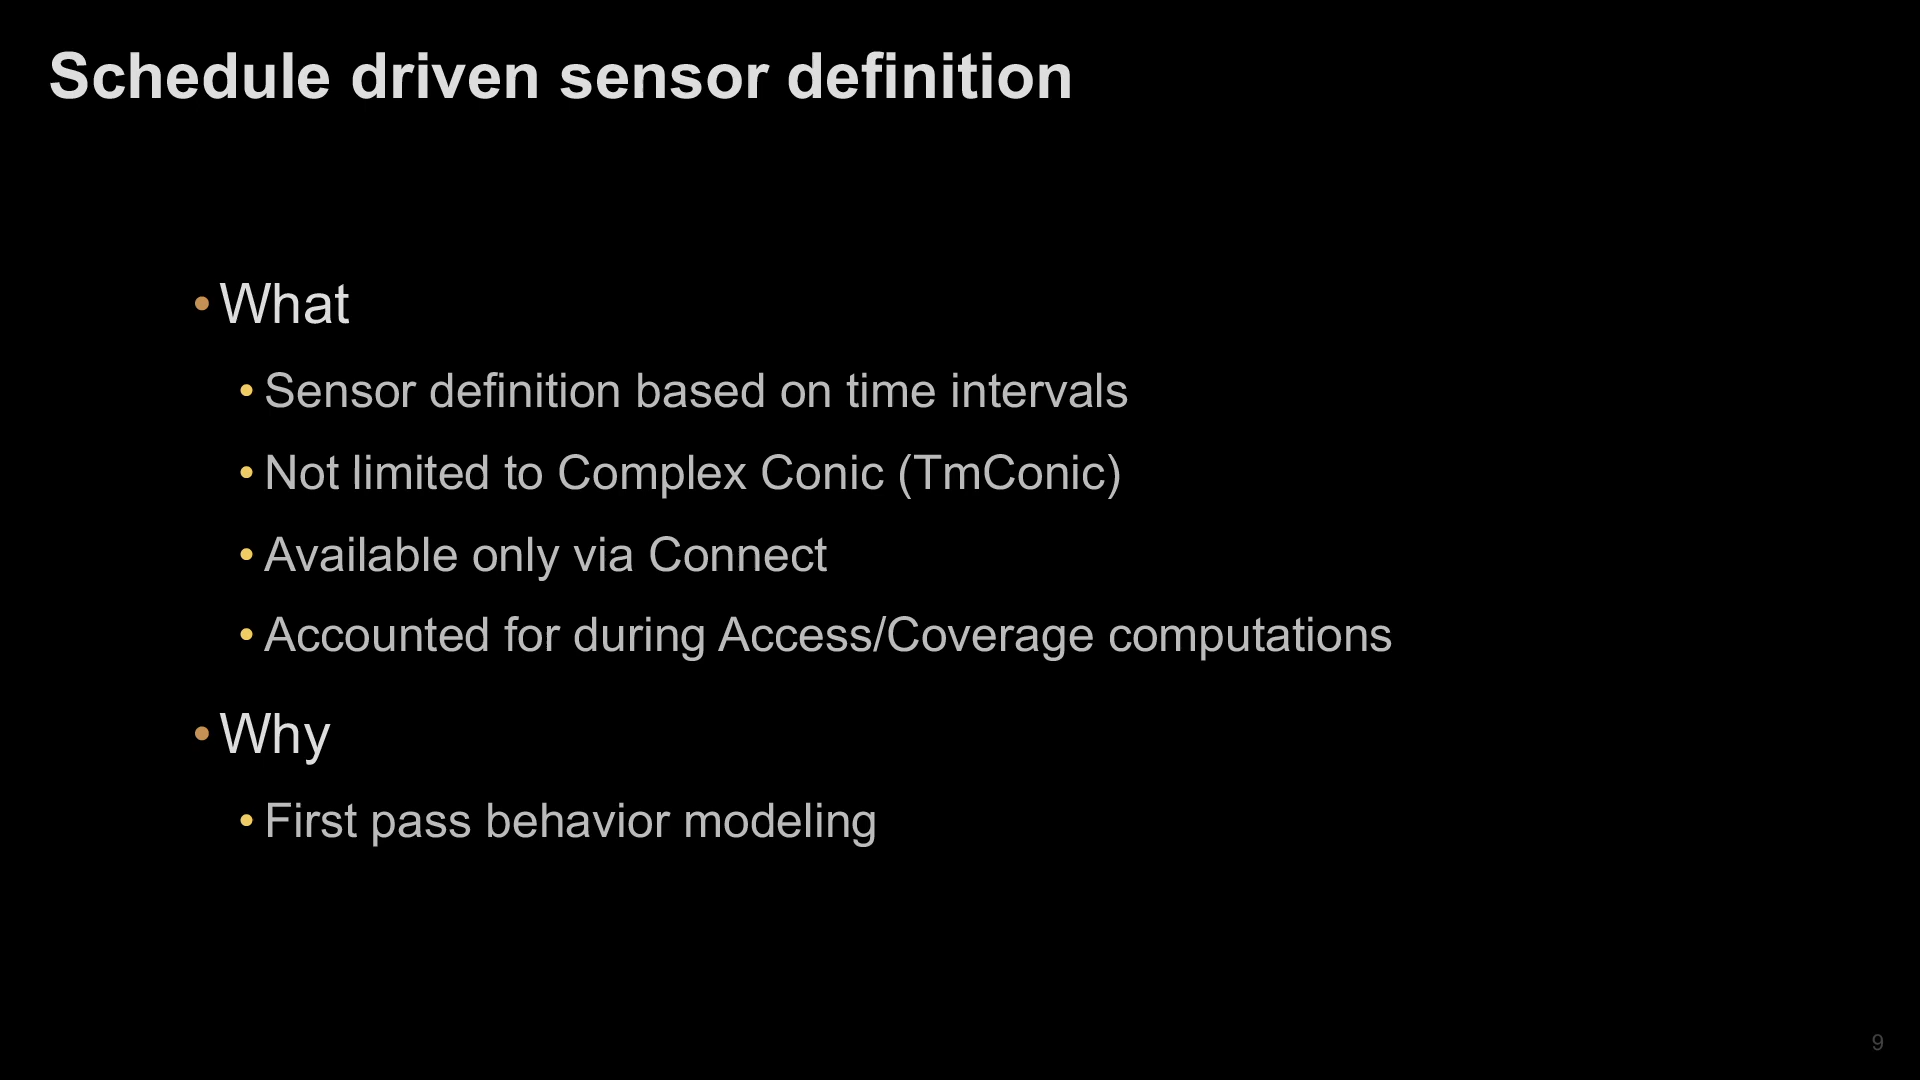 Schedule driven sensor definition
• What
• Sensor definition based on time intervals
• Not limited to Complex Conic (TmConic)
• Available only via Connect
• Accounted for during Access/Coverage computations
• Why
• First pass behavior modeling
9